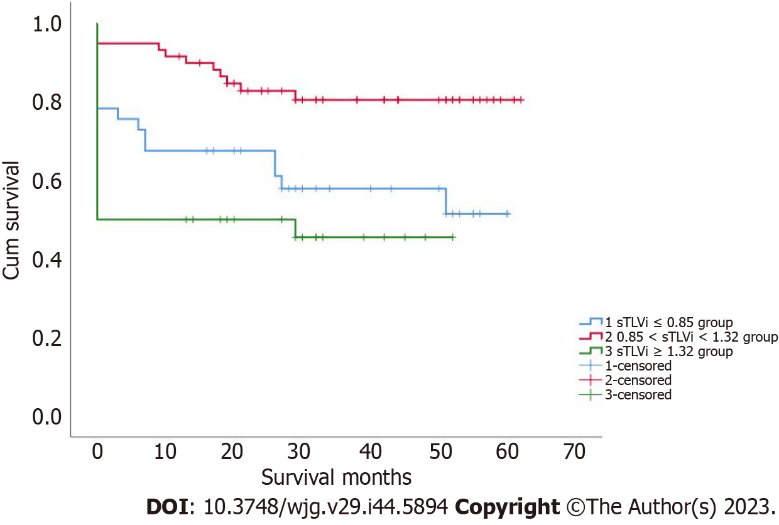 1.0
0.8
0.6
0.4
0.2
0.0
Cum survival
0 10 20 30 40 50 60 70
Survival months
1 sTLVi ≤ 0.85 group
2 0.85 < sTLVi < 1.32 group
3 sTLVi ≥ 1.32 group
1-censored
2-censored
3-censored
DOI: 10.3748/wjg.v29.i44.5894 Copyright ©The Author(s) 2023.